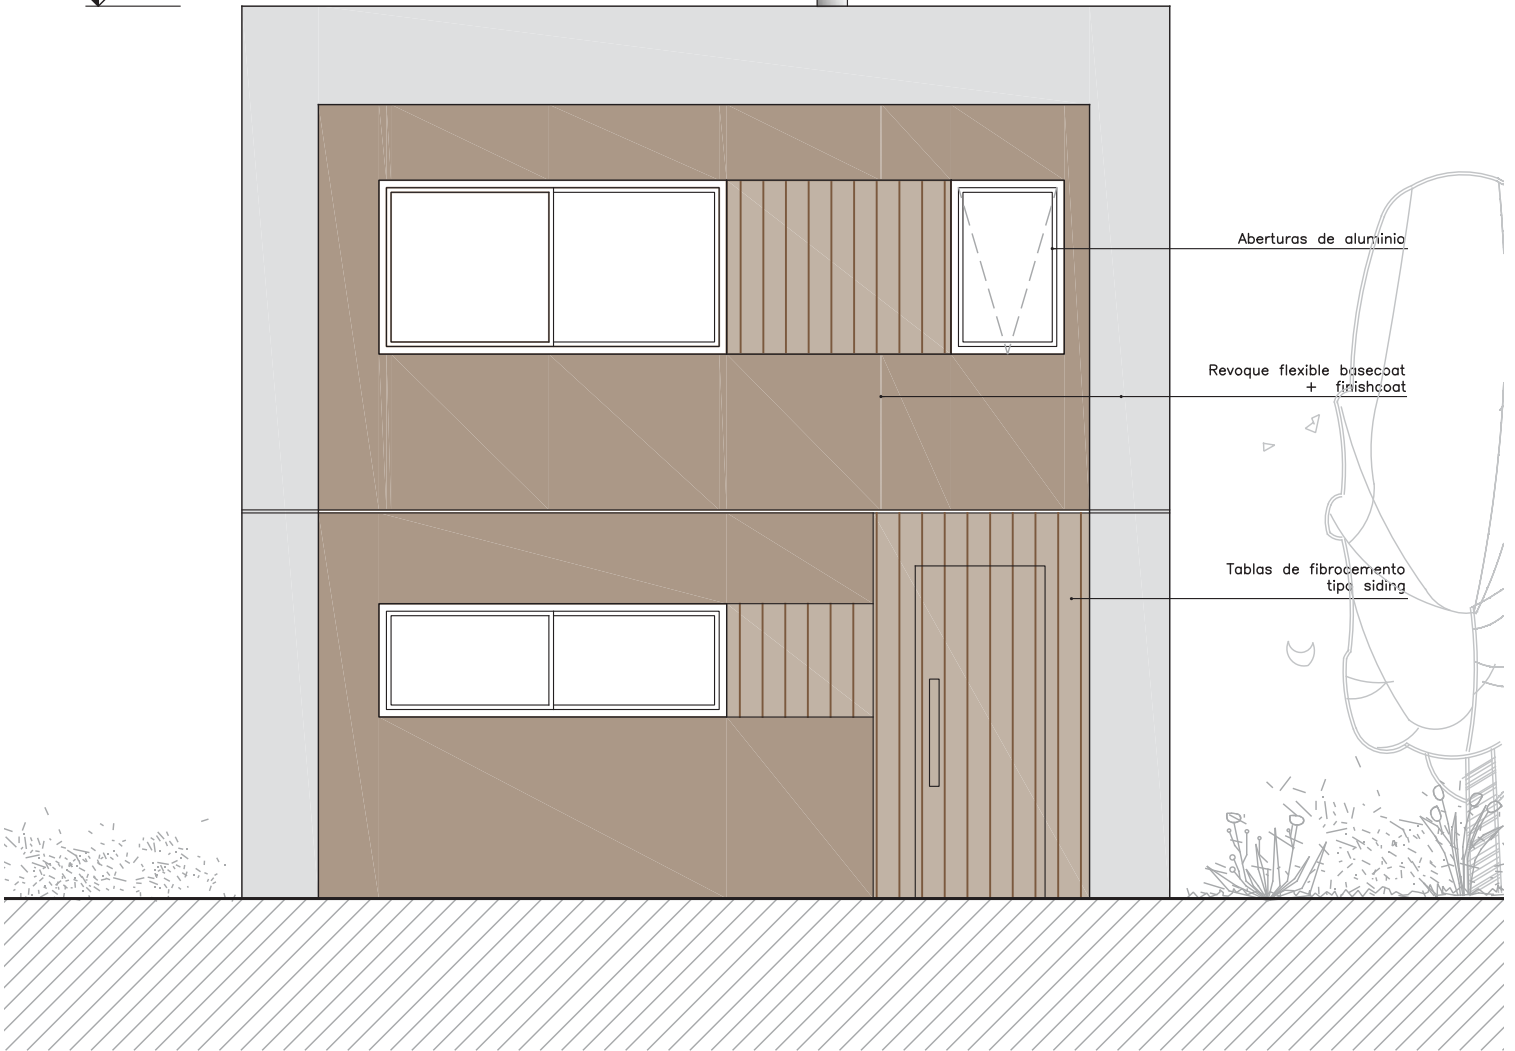 Aberturas de aluminio
Revoque flexible basecoat
+ finishcoat
Tablas de fibrocemento
tipo siding